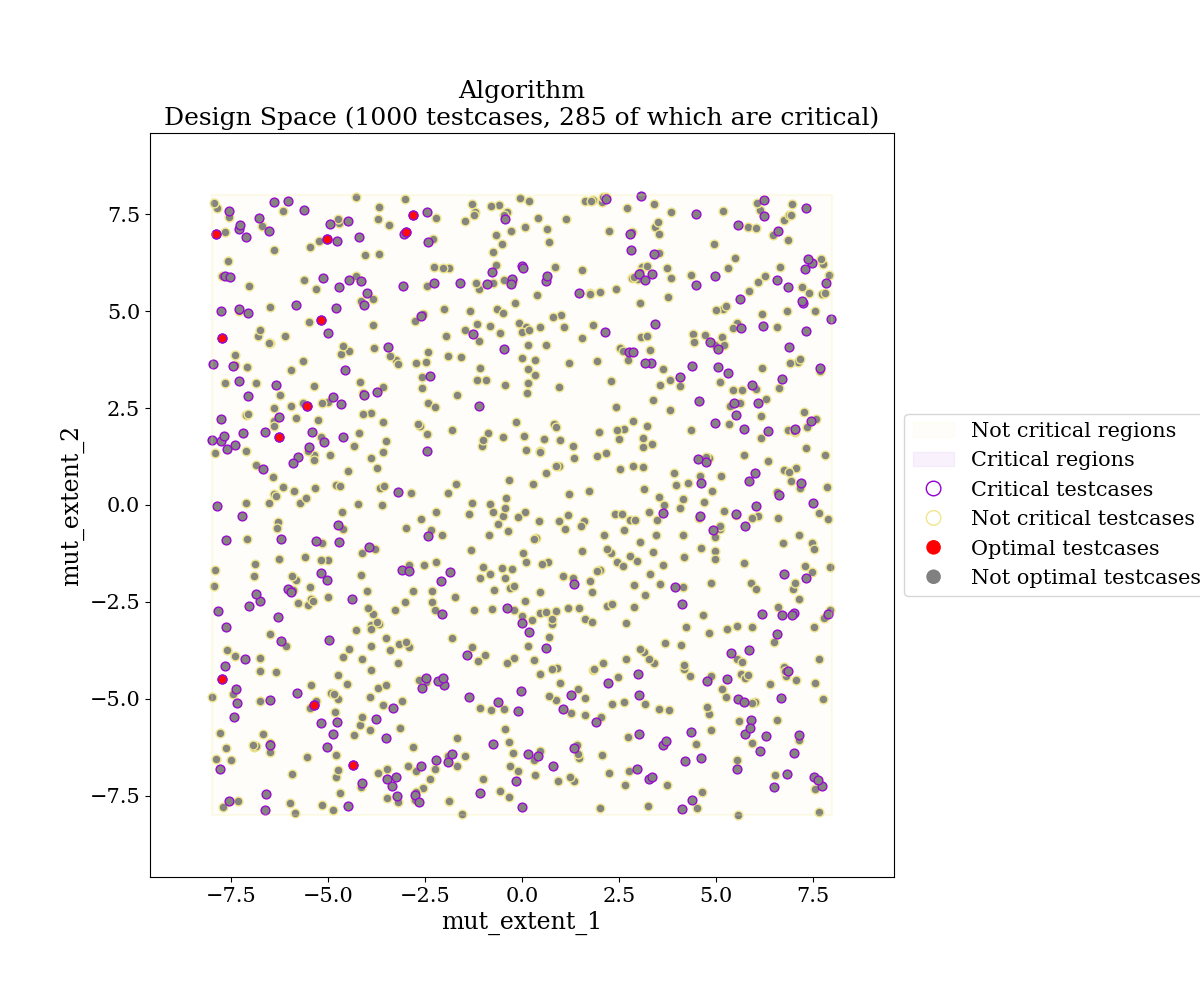 Algorithm
Design Space (1000 testcases, 285 of which are critical)
7.5
5.0
2.5
0.0
−2.5
−5.0
−7.5
mut_extent_2
−7.5 −5.0 −2.5 0.0 2.5 5.0 7.5
mut_extent_1
Not critical regions
Critical regions
Critical testcases
Not critical testcases
Optimal testcases
Not optimal testcases